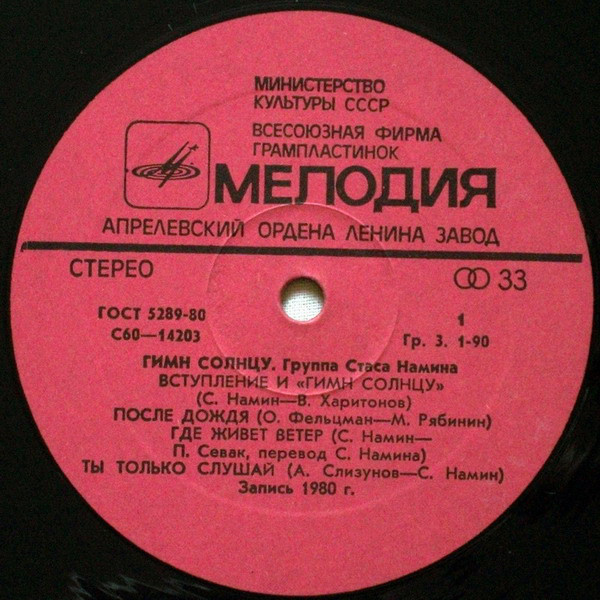 МИНИСТЕРСТВО
КУЛЬТУРЫ СССР
ВСЕСОЮЗНАЯ ФИРМА
ГРАМПЛАСТИНОК
МЕЛОДИЯ
АПРЕЛЕВСКИЙ ОРДЕНА ЛЕНИНА ЗАВОД
СТЕРЕО 33
ГОСТ 5289-80
С60—14203
1
Гр. 3. 1-90
ГИМН СОЛНЦУ. Группа Стаса Намина
ВСТУПЛЕНИЕ И «ГИМН СОЛНЦУ»
(С. Намин—В. Харитонов)
ПОСЛЕ ДОЖДЯ (О. Фельцман—М. Рябинин)
ГДЕ ЖИВЕТ ВЕТЕР (С. Намин—
П. Севак, перевод С. Намина)
ТЫ ТОЛЬКО СЛУШАЙ (А. Слизунов—С. Намин)
Запись 1980 г.